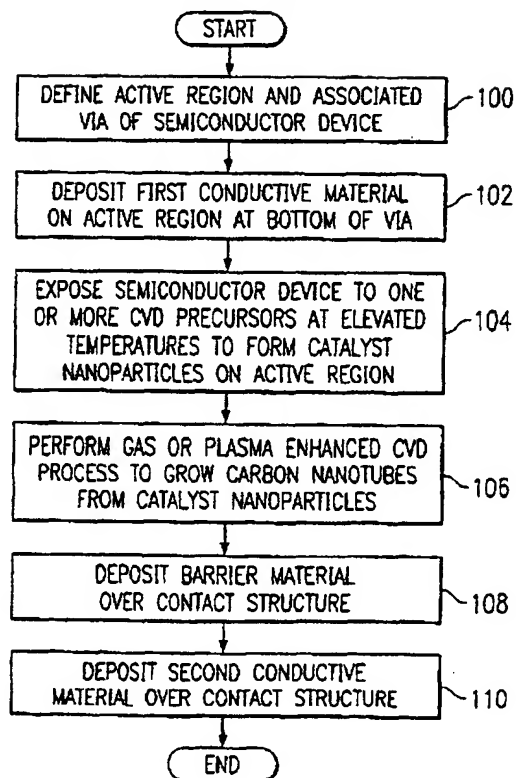 START
DEFINE ACTIVE REGION AND ASSOCIATED
VIA OF SEMICONDUCTOR DEVICE
100
DEPOSIT FIRST CONDUCTIVE MATERIAL
ON ACTIVE REGION AT BOTTOM OF VIA
102
EXPOSE SEMICONDUCTOR DEVICE TO ONE
OR MORE CVD PRECURSORS AT ELEVATED
TEMPERATURES TO FORM CATALYST
NANOPARTICLES ON ACTIVE REGION
104
PERFORM GAS OR PLASMA ENHANCED CVD
PROCESS TO GROW CARBON NANOTUBES
FROM CATALYST NANOPARTICLES
106
DEPOSIT BARRIER MATERIAL
OVER CONTACT STRUCTURE
108
DEPOSIT SECOND CONDUCTIVE
MATERIAL OVER CONTACT STRUCTURE
110
END